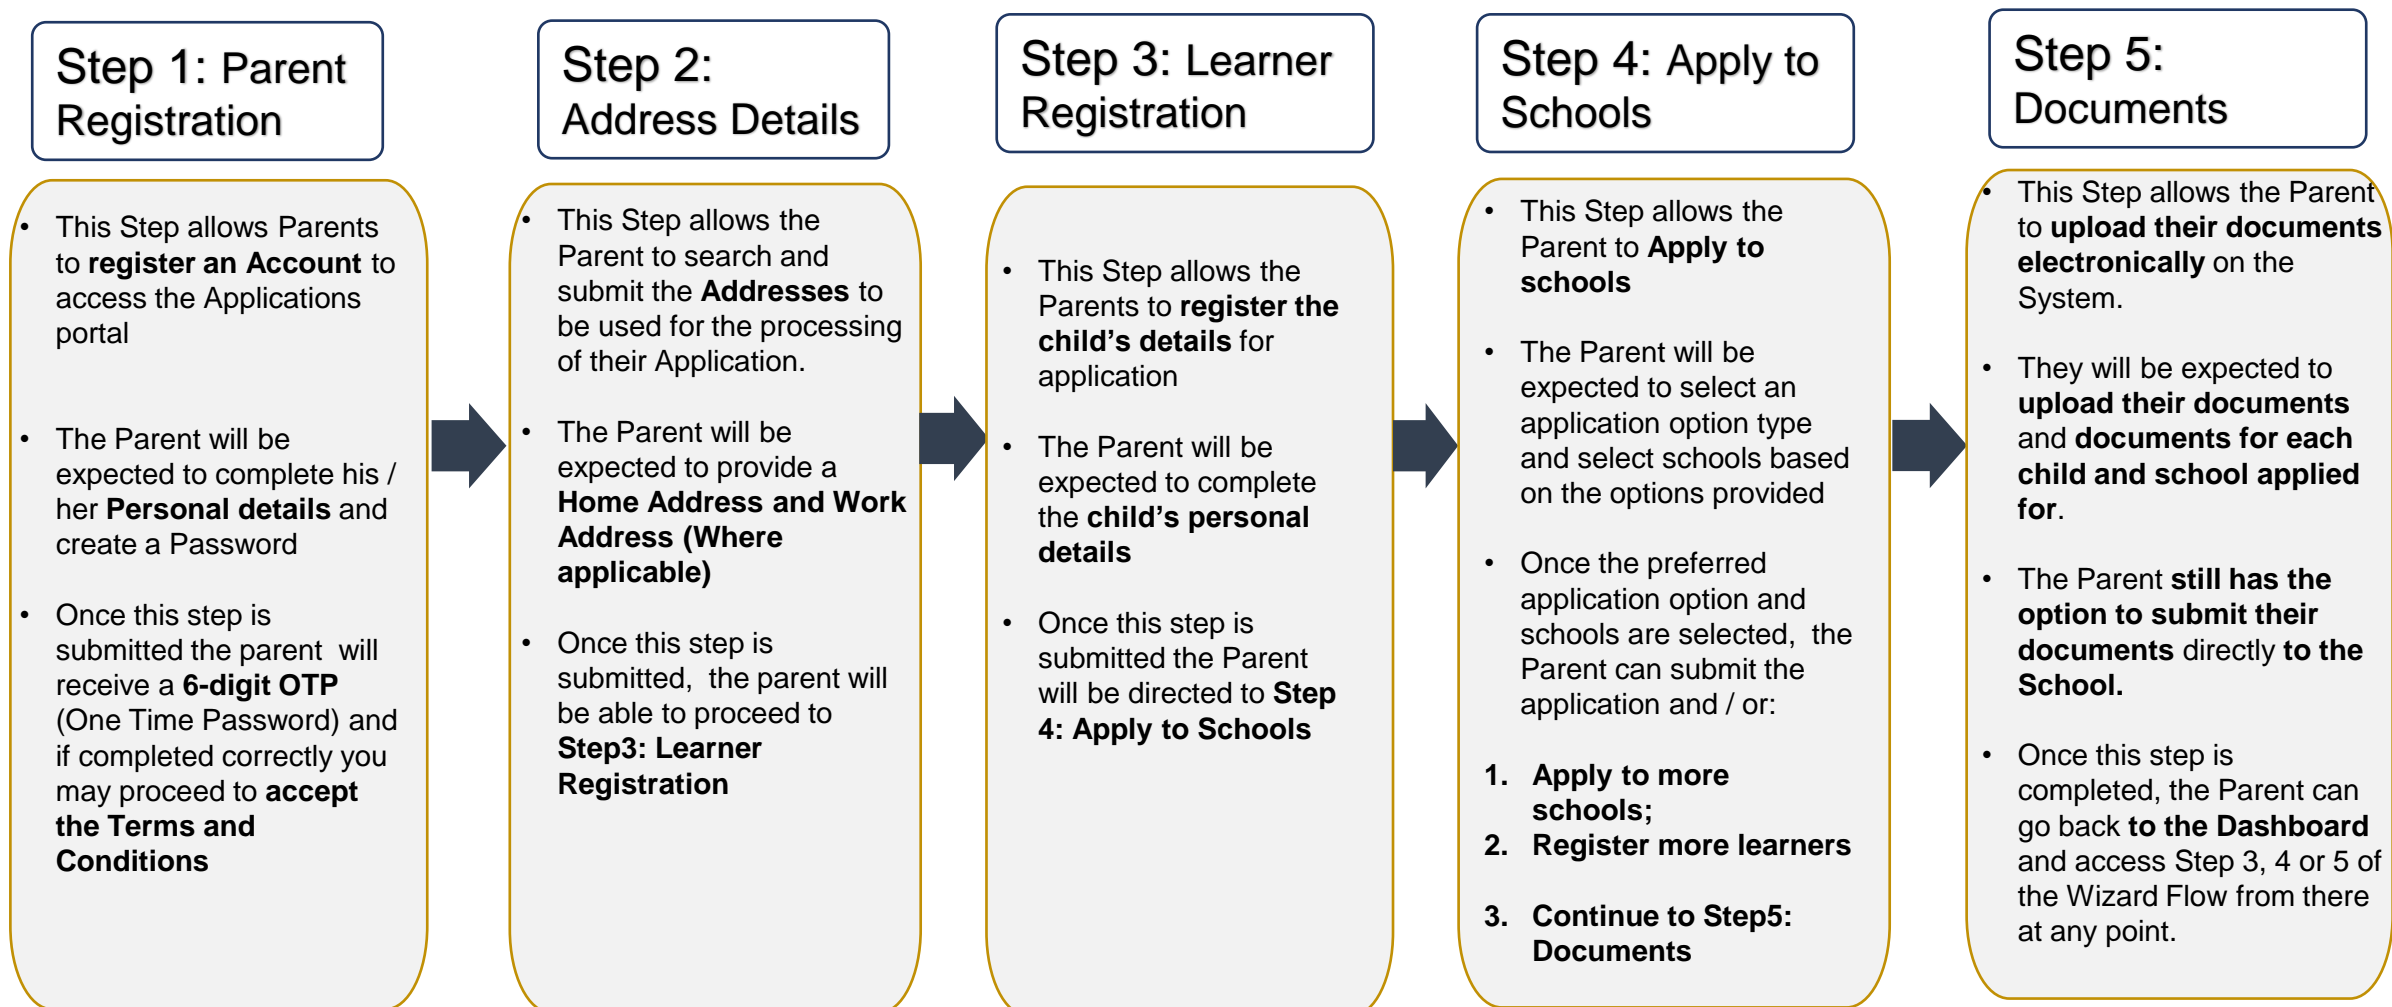 Step 1: Parent
Registration
• This Step allows Parents
to register an Account to
access the Applications
portal
• The Parent will be
expected to complete his /
her Personal details and
create a Password
• Once this step is
submitted the parent will
receive a 6-digit OTP
(One Time Password) and
if completed correctly you
may proceed to accept
the Terms and
Conditions
Step 2:
Address Details
• This Step allows the
Parent to search and
submit the Addresses to
be used for the processing
of their Application.
• The Parent will be
expected to provide a
Home Address and Work
Address (Where
applicable)
• Once this step is
submitted, the parent will
be able to proceed to
Step3: Learner
Registration
Step 3: Learner
Registration
• This Step allows the
Parents to register the
child’s details for
application
• The Parent will be
expected to complete
the child’s personal
details
• Once this step is
submitted the Parent
will be directed to Step
4: Apply to Schools
Step 4: Apply to
Schools
• This Step allows the
Parent to Apply to
schools
• The Parent will be
expected to select an
application option type
and select schools based
on the options provided
• Once the preferred
application option and
schools are selected, the
Parent can submit the
application and / or:
1. Apply to more
schools;
2. Register more learners
3. Continue to Step5:
Documents
Step 5:
Documents
• This Step allows the Parent
to upload their documents
electronically on the
System.
• They will be expected to
upload their documents
and documents for each
child and school applied
for.
• The Parent still has the
option to submit their
documents directly to the
School.
• Once this step is
completed, the Parent can
go back to the Dashboard
and access Step 3, 4 or 5 of
the Wizard Flow from there
at any point.